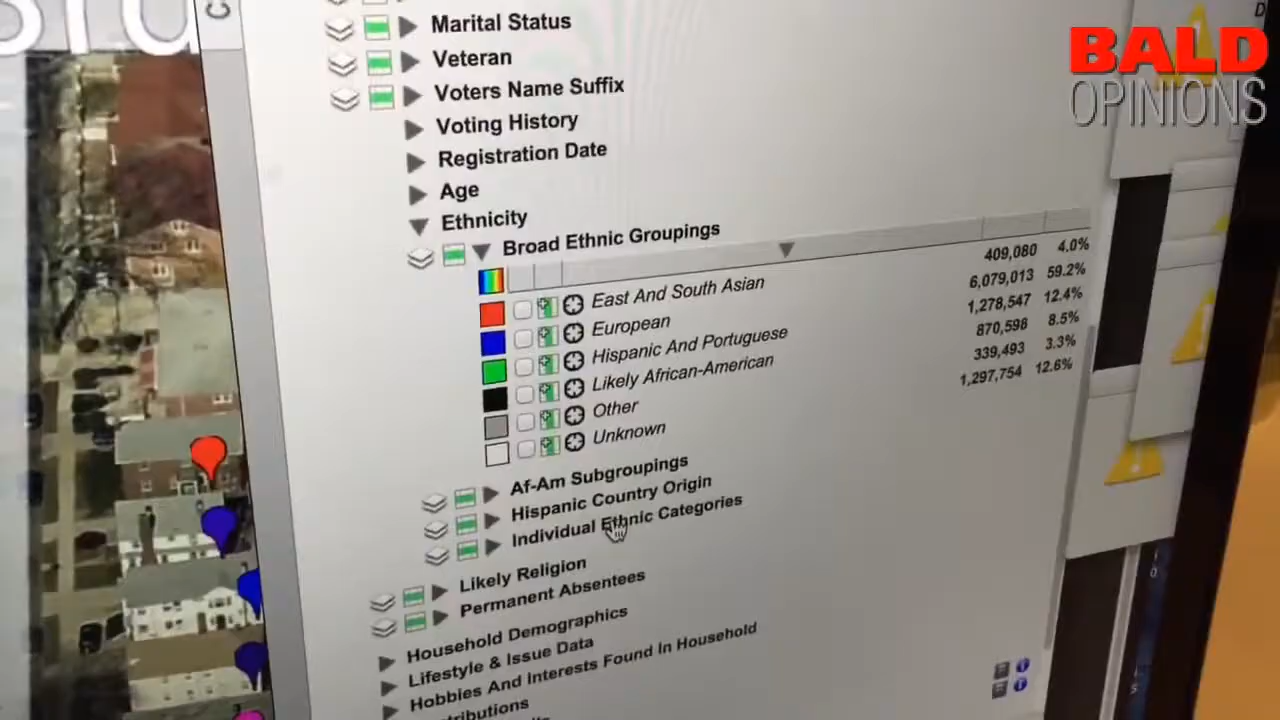 BALD
OPINIONS
Marital Status
Veteran
Voters Name Suffix
Voting History
Registration Date
Age
Ethnicity
Broad Ethnic Groupings
East And South Asian 409,080 4.0%
European 6,079,013 59.2%
Hispanic And Portuguese 1,278,547 12.4%
Likely African-American 870,598 8.5%
Other 339,493 3.3%
Unknown 1,297,754 12.6%
Af-Am Subgroupings
Hispanic Country Origin
Individual Ethnic Categories
Likely Religion
Permanent Absentees
Household Demographics
Lifestyle & Issue Data
Hobbies And Interests Found In Household